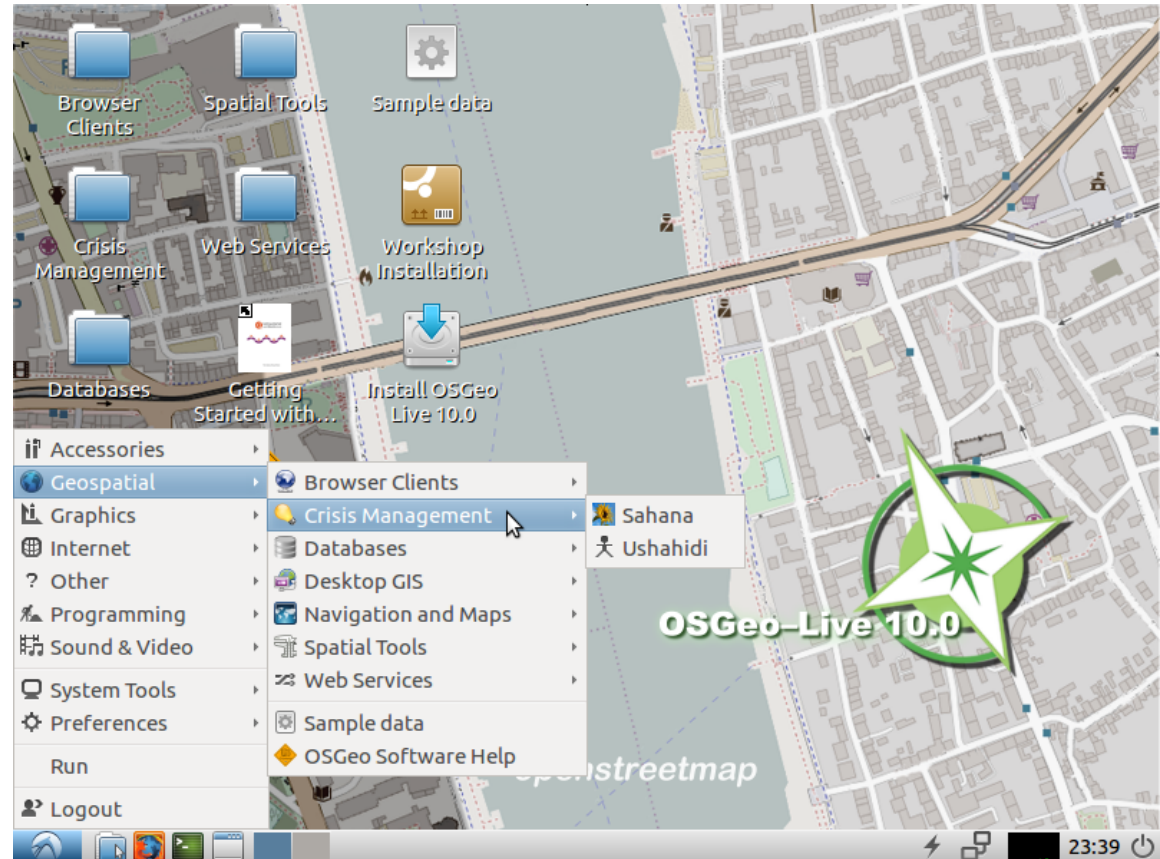 Browser
Clients
Spatial Tools
Sample data
Crisis
Management
Web Services
Workshop
Installation
Databases
Getting
Started with...
Install OSGeo
Live 10.0
Accessories
Geospatial
Graphics
Internet
Other
Programming
Sound & Video
System Tools
Preferences
Run
Logout
Browser Clients
Crisis Management
Databases
Desktop GIS
Navigation and Maps
Spatial Tools
Web Services
Sample data
OSGeo Software Help
Sahana
Ushahidi
OSGeo–Live 10.0
openstreetmap
23:39